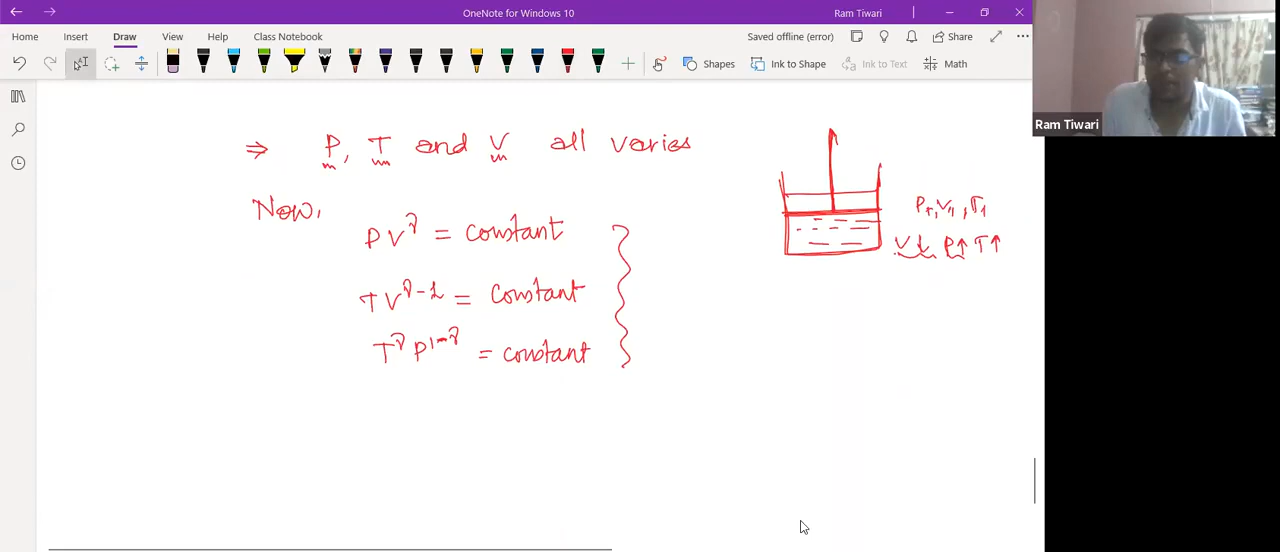 OneNote for Windows 10
Ram Tiwari
Home Insert Draw View Help Class Notebook
Saved offline (error)
Share
Shapes
Ink to Shape
Ink to Text
Math
Ram Tiwari
⇒ P, T and V all varies
Now,
PV^γ = constant
TV^γ-1 = constant
T^γ P^1-γ = constant
P₁, V₁, T₁
V↓ P↑ T↑